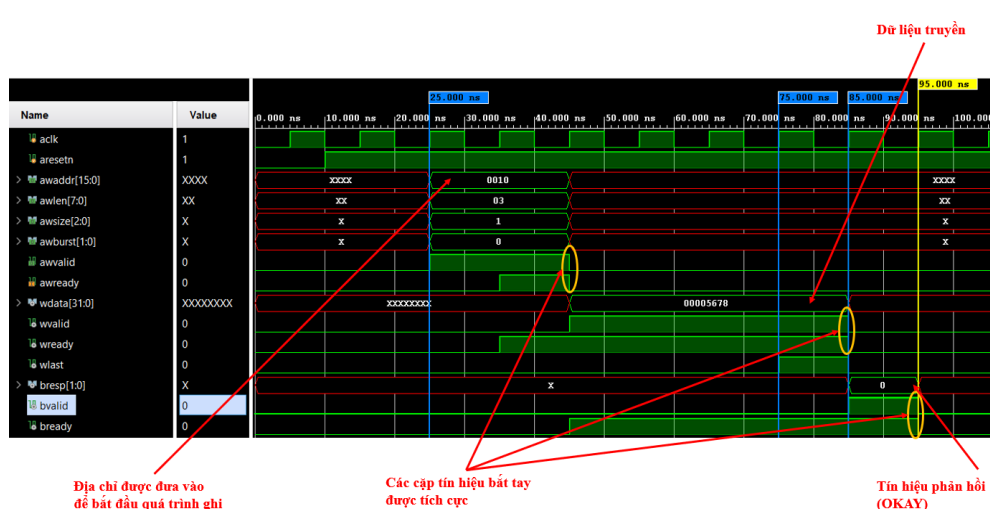 Dữ liệu truyền
95.000 ns
25.000 ns
75.000 ns
85.000 ns
Name
Value
0.000 ns
10.000 ns
20.000 ns
30.000 ns
40.000 ns
50.000 ns
60.000 ns
70.000 ns
80.000 ns
90.000 ns
100.00
aclk
1
aresetn
1
awaddr[15:0]
XXXX
XXXX
0010
XXXX
awlen[7:0]
XX
XX
03
XX
awsize[2:0]
X
X
1
X
awburst[1:0]
X
X
0
X
awvalid
0
awready
0
wdata[31:0]
XXXXXXXX
XXXXXXXX
00005678
wvalid
0
wready
0
wlast
0
bresp[1:0]
X
X
0
bvalid
0
bready
0
Địa chỉ được đưa vào
để bắt đầu quá trình ghi
Các cặp tín hiệu bắt tay
được tích cực
Tín hiệu phản hồi
(OKAY)